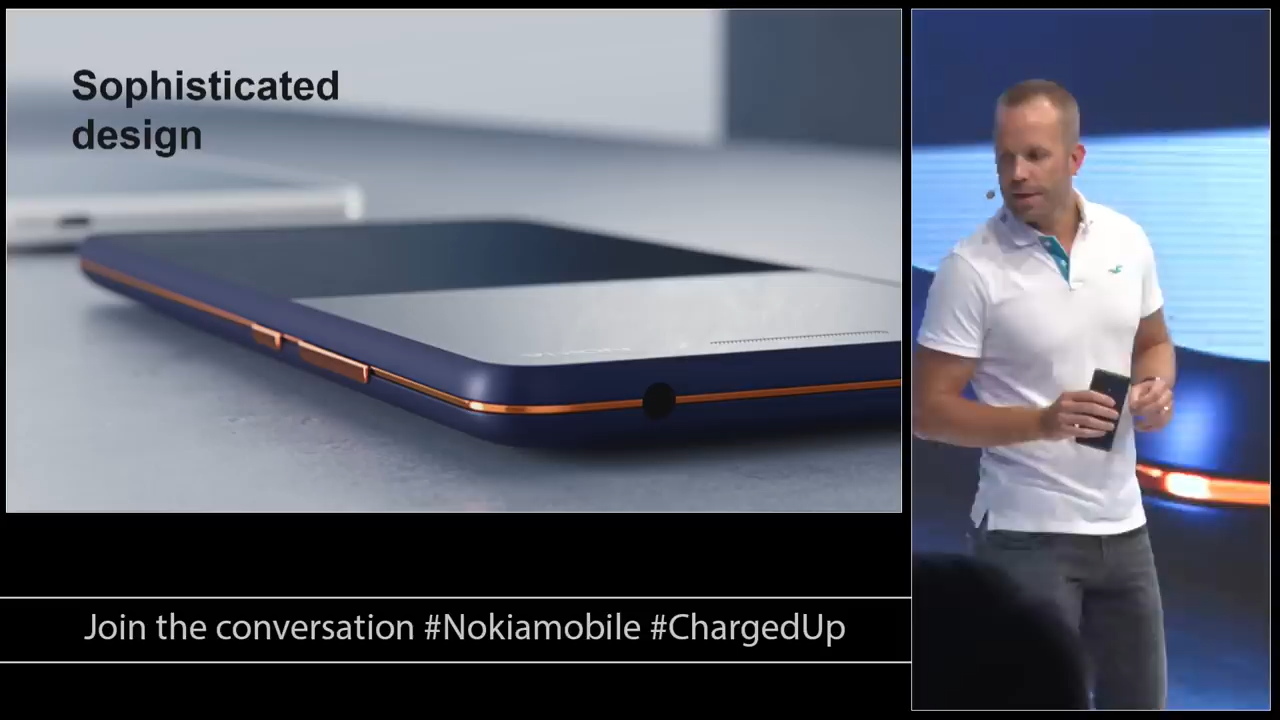 Sophisticated
design
Join the conversation #Nokiamobile #ChargedUp